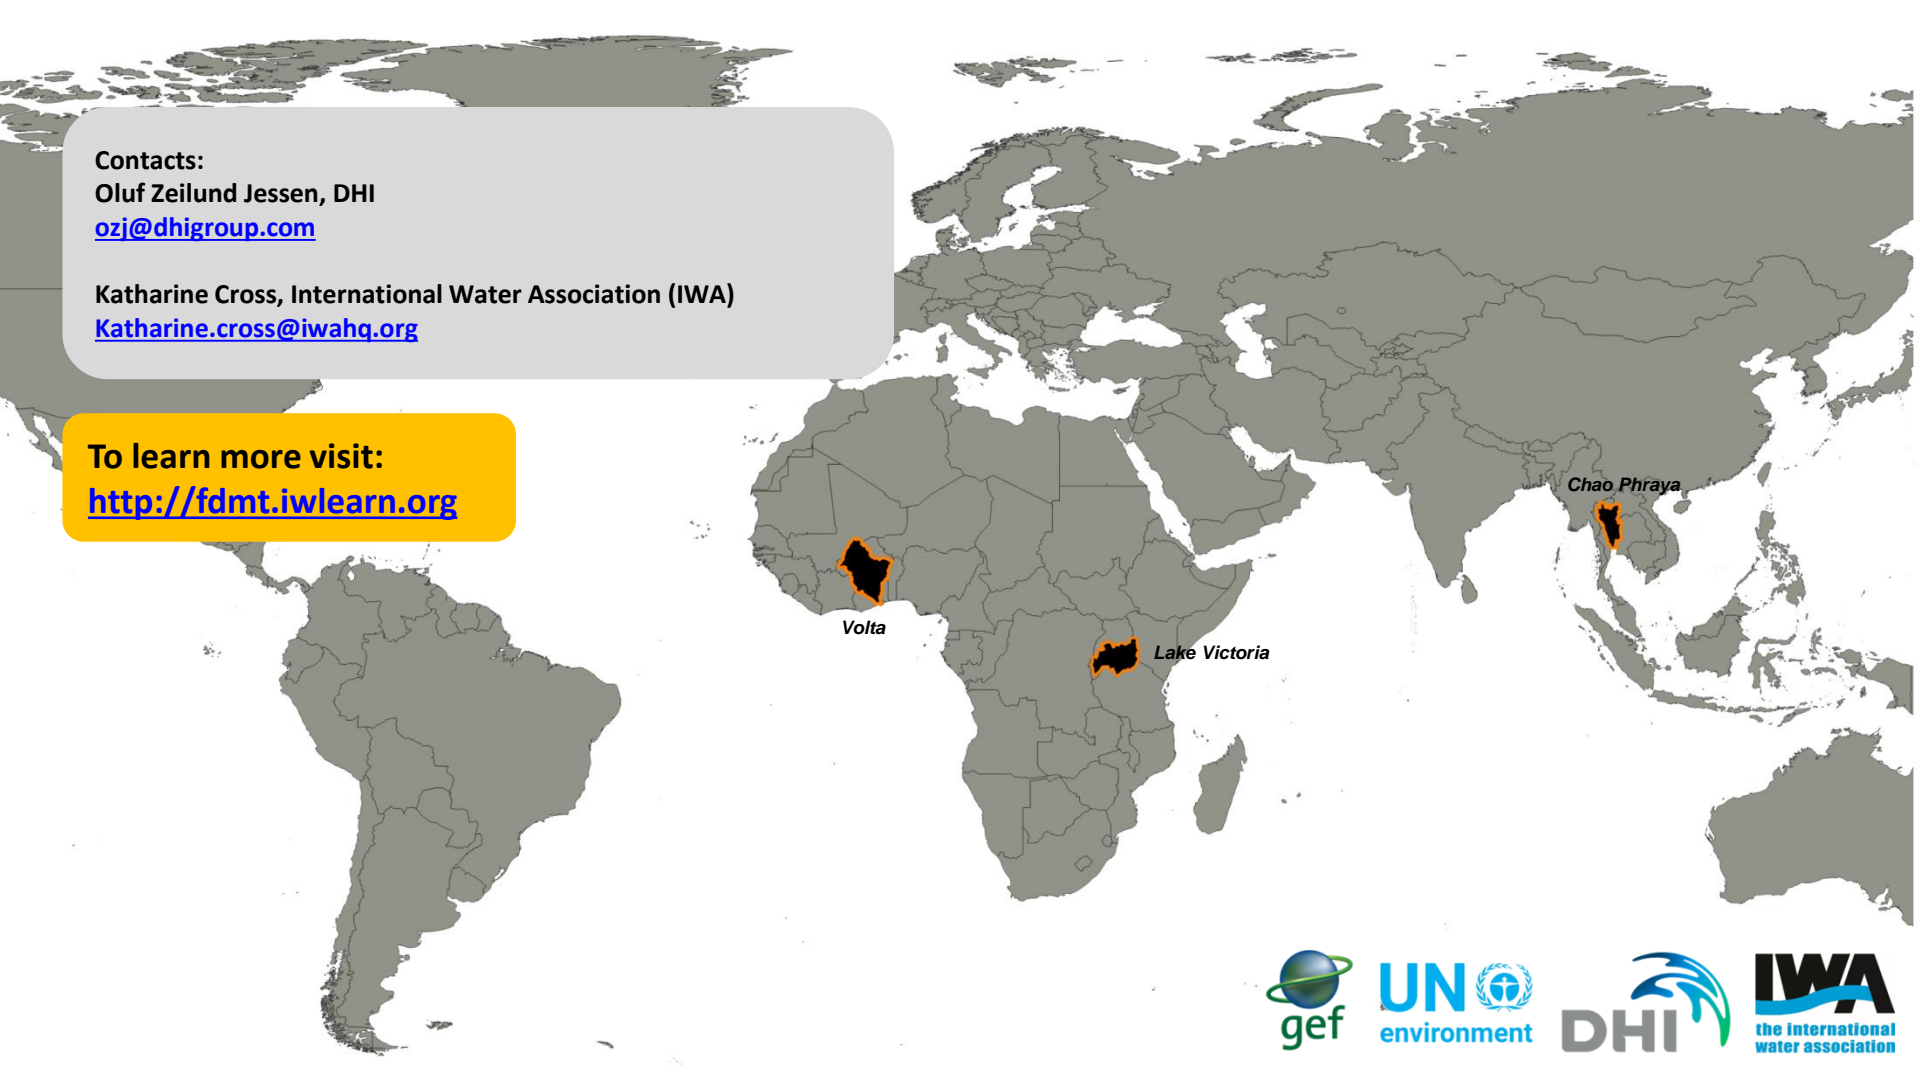 Contacts:
Oluf Zeilund Jessen, DHI
ozj@dhigroup.com
Katharine Cross, International Water Association (IWA)
Katharine.cross@iwahq.org
To learn more visit:
http://fdmt.iwlearn.org
Chao Phraya
Volta
Lake Victoria
gef
UN
environment
DHI
IWA
the international
water association